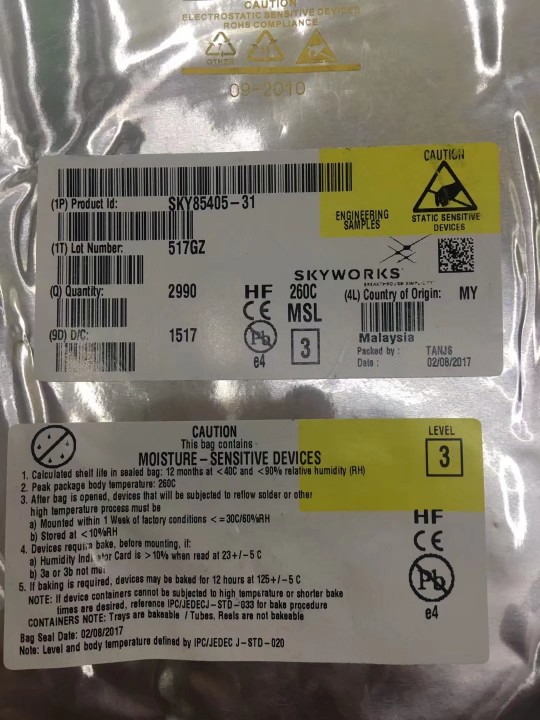 CAUTION
ELECTROSTATIC SENSITIVE DEVICES
ROHS COMPLIANCE
OTHER
09-2010
CAUTION
(1P) Product Id: SKY85405-31
ENGINEERING
SAMPLES
STATIC SENSITIVE
DEVICES
(1T) Lot Number: 517GZ
SKYWORKS
BREAKTHROUGH SIMPLICITY
(Q) Quantity: 2990
HF 260C
(4L) Country of Origin: MY
CE MSL
(9D) D/C: 1517
Pb
3
e4
Malaysia
Packed by : TANJS
Date : 02/08/2017
CAUTION
This bag contains
MOISTURE-SENSITIVE DEVICES
LEVEL
3
1. Calculated shelf life in sealed bag: 12 months at <40C and <90% relative humidity (RH)
2. Peak package body temperature: 260C
3. After bag is opened, devices that will be subjected to reflow solder or other
high temperature process must be
a) Mounted within 1 Week of factory conditions <=30C/60%RH
b) Stored at <10%RH
4. Devices require bake, before mounting, if:
a) Humidity Card is >10% when read at 23+/-5 C
b) 3a or 3b not
5. If baking is required, devices may be baked for 12 hours at 125+/-5 C
NOTE: If device containers cannot be subjected to high temperature or shorter bake
times are desired, reference IPC/JEDECJ-STD-033 for bake procedure
CONTAINERS NOTE: Trays are bakeable / Tubes, Reels are not bakeable
Bag Seal Date: 02/08/2017
Note: Level and body temperature defined by IPC/JEDEC J-STD-020
HF
CE
Pb
e4